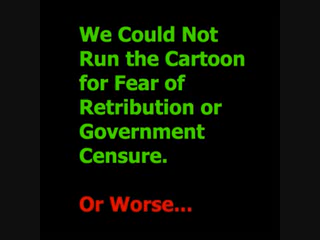 We Could Not
Run the Cartoon
for Fear of
Retribution or
Government
Censure.
Or Worse...